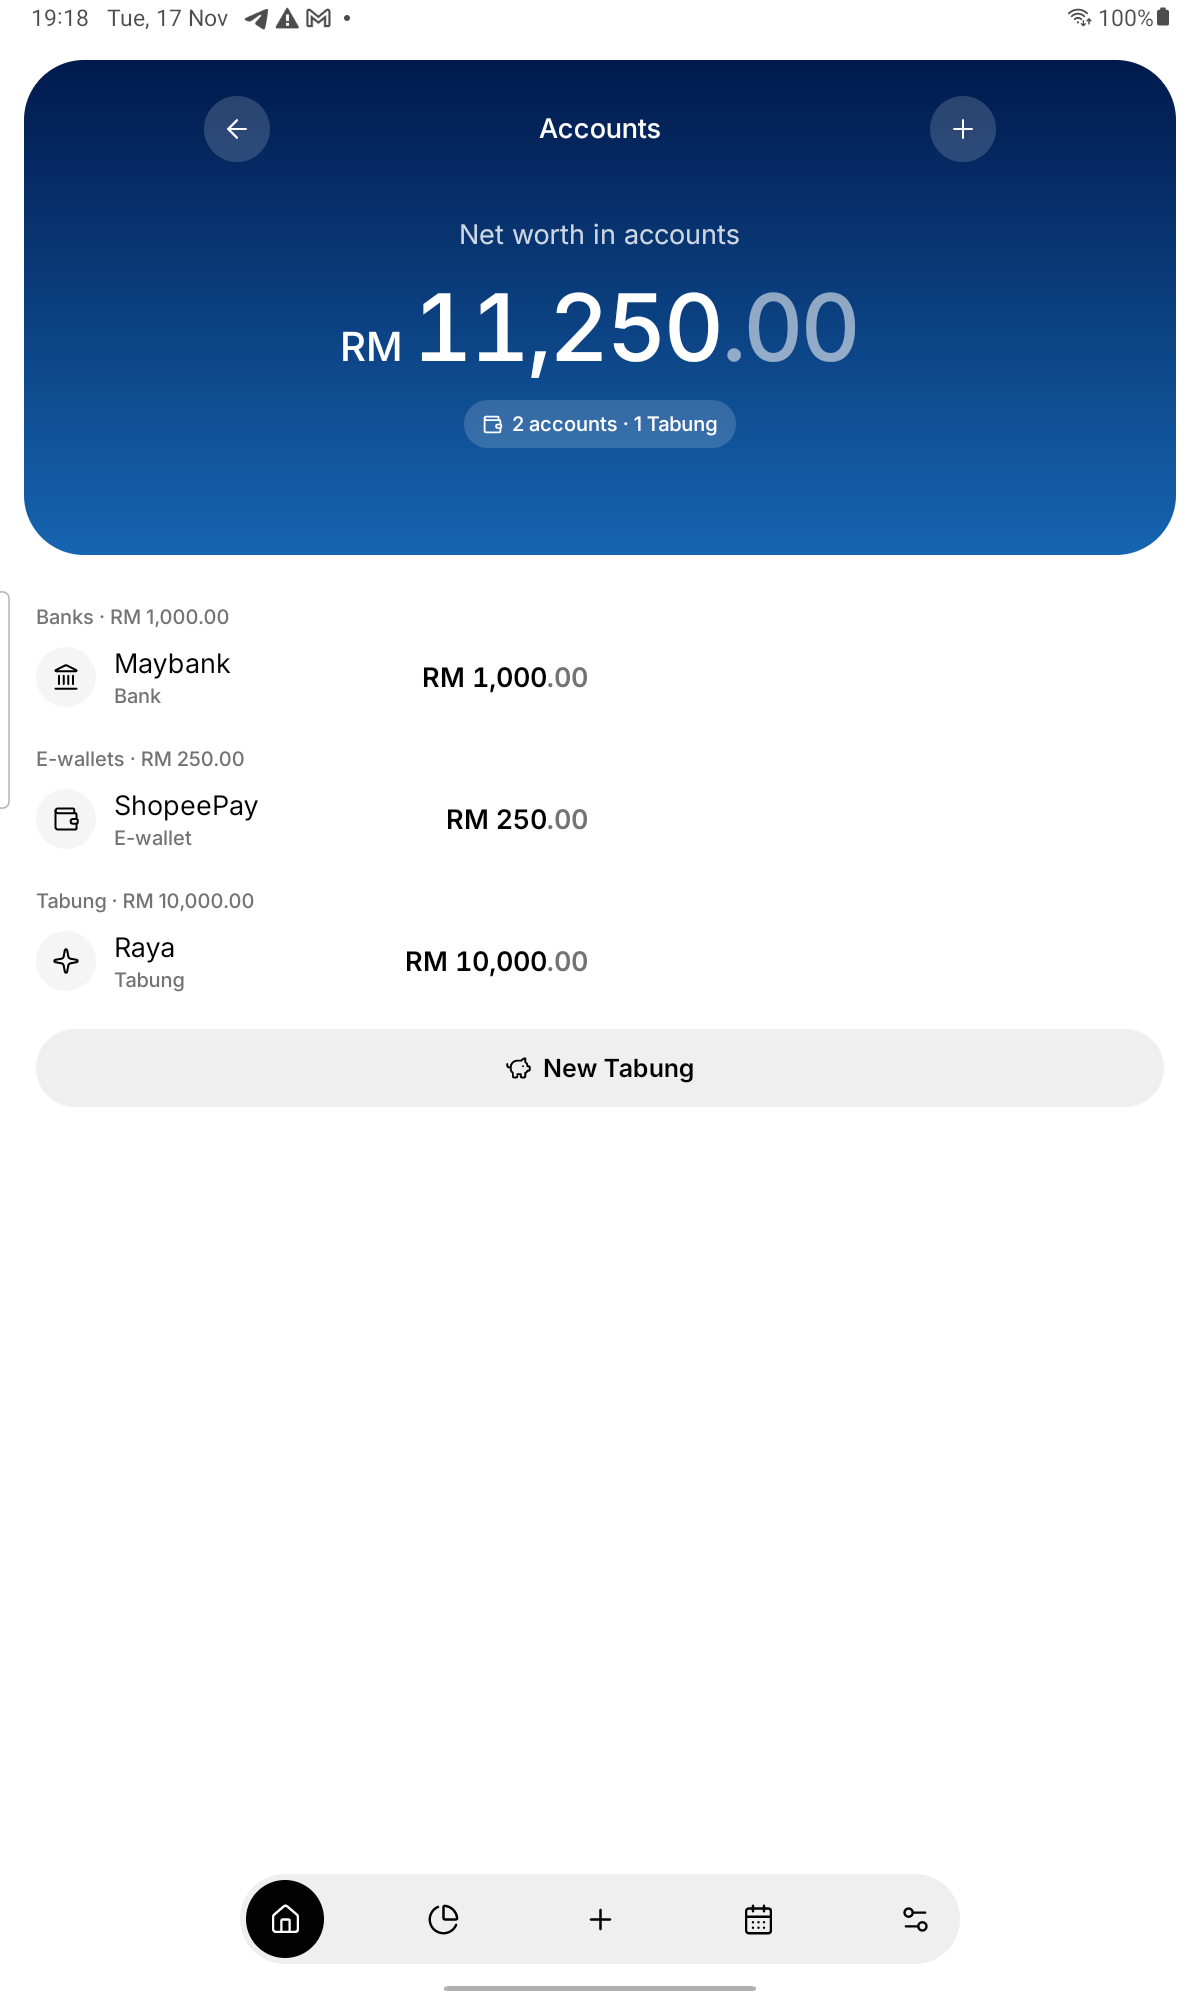 19:18 Tue, 17 Nov
100%
Accounts
Net worth in accounts
RM 11,250.00
2 accounts · 1 Tabung
Banks · RM 1,000.00
Maybank
RM 1,000.00
Bank
E-wallets · RM 250.00
ShopeePay
RM 250.00
E-wallet
Tabung · RM 10,000.00
Raya
RM 10,000.00
Tabung
New Tabung